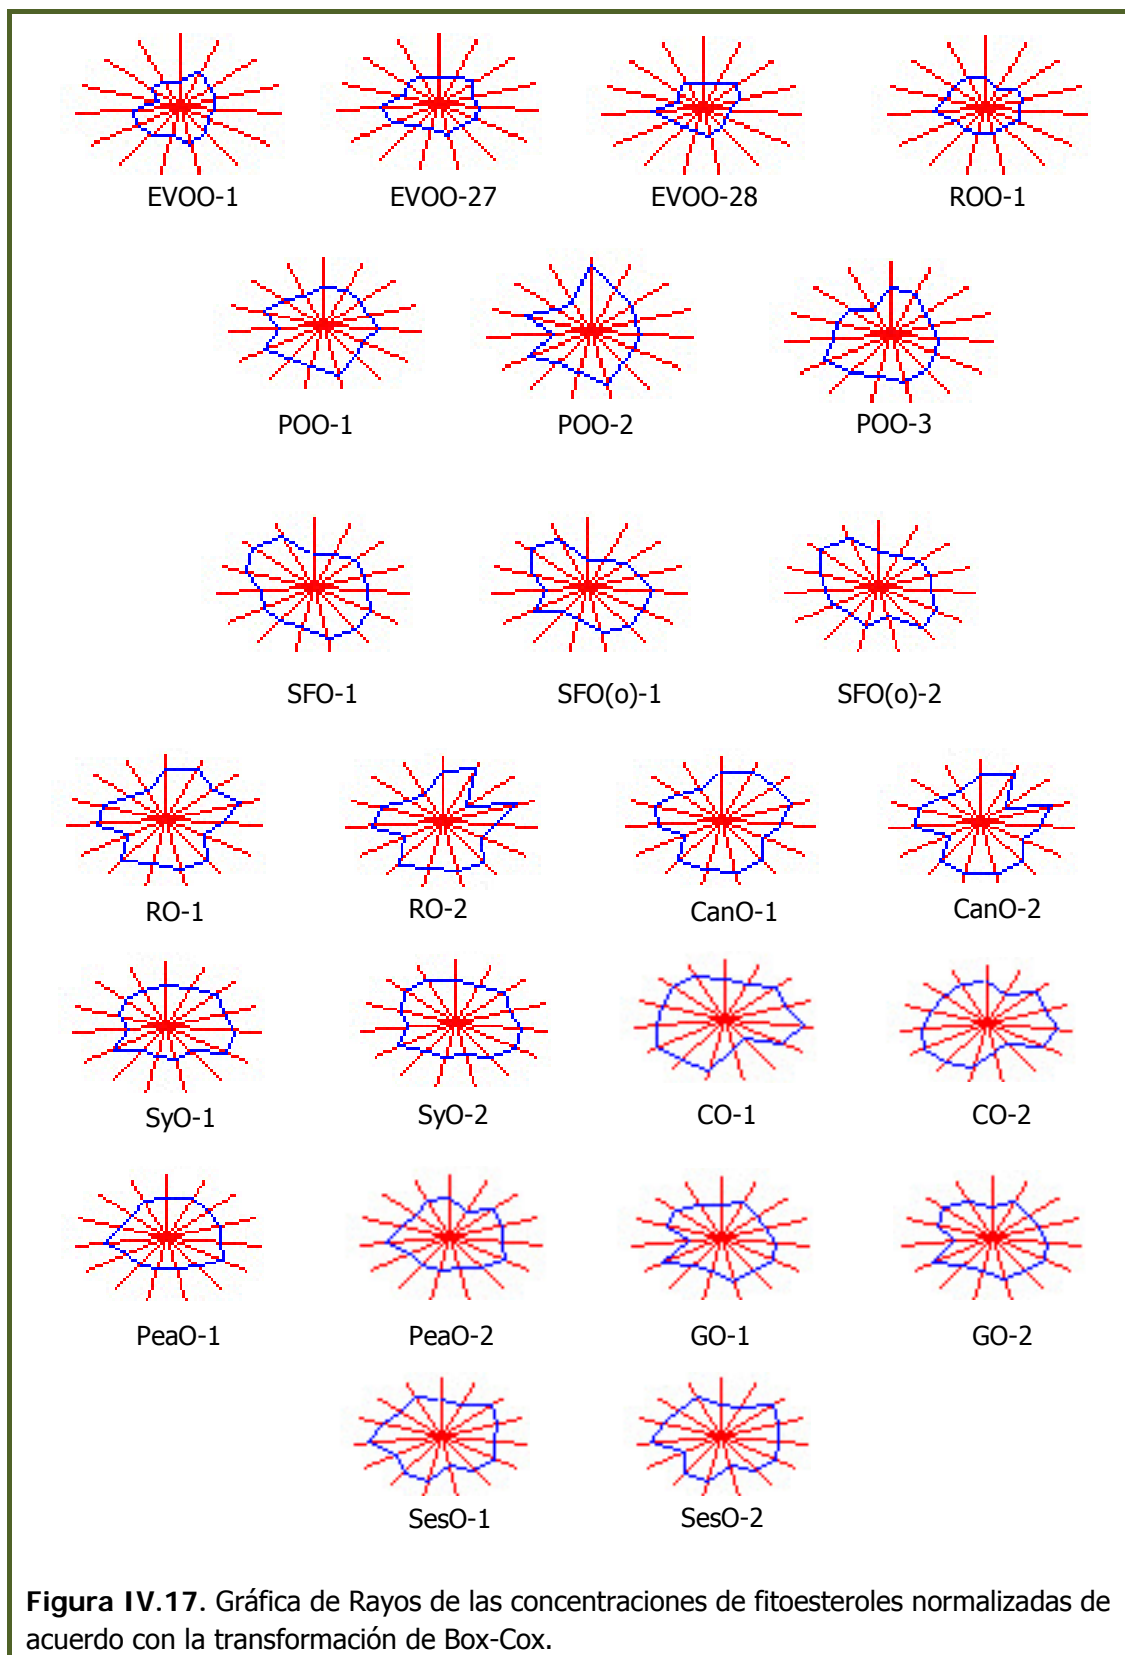 EVOO-1 EVOO-27 EVOO-28 ROO-1
POO-1 POO-2 POO-3
SFO-1 SFO(o)-1 SFO(o)-2
RO-1 RO-2 CanO-1 CanO-2
SyO-1 SyO-2 CO-1 CO-2
PeaO-1 PeaO-2 GO-1 GO-2
SesO-1 SesO-2
Figura IV.17. Gráfica de Rayos de las concentraciones de fitoesteroles normalizadas de
acuerdo con la transformación de Box-Cox.